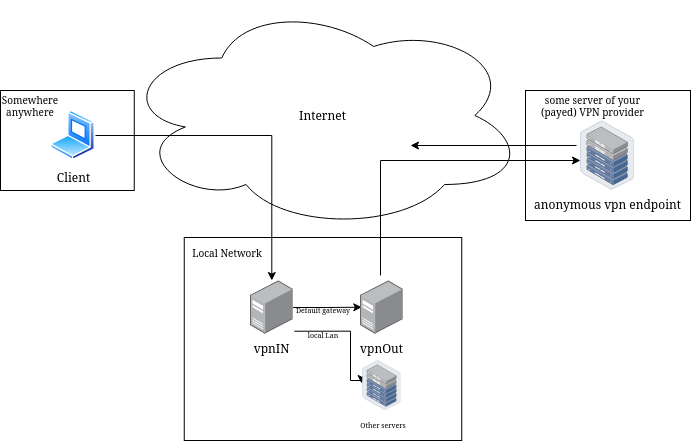 Somewhere
anywhere
Client
Internet
some server of your
(payed) VPN provider
anonymous vpn endpoint
Local Network
Default gateway
vpnIN
local Lan
vpnOut
Other servers